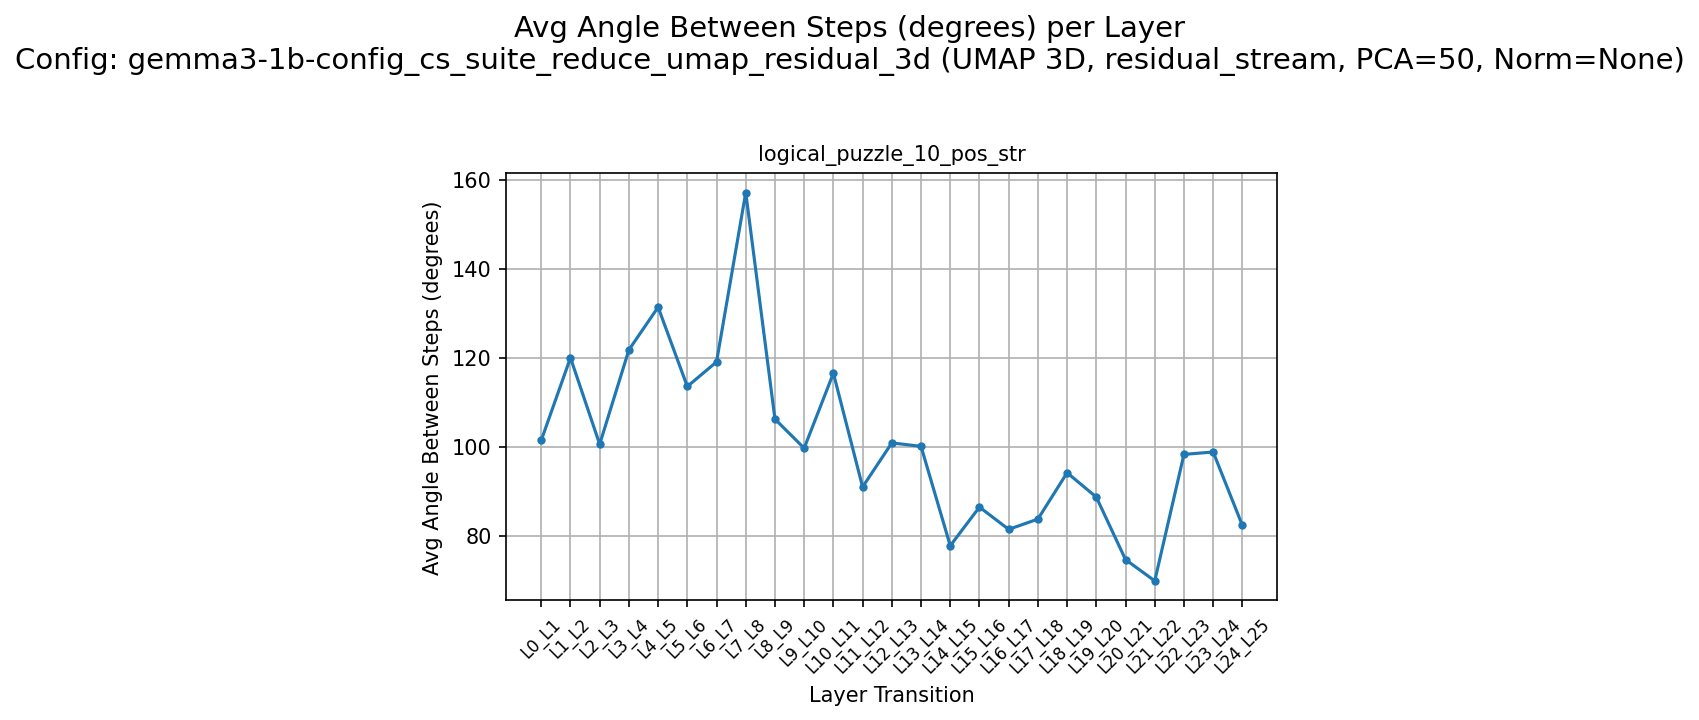 Avg Angle Between Steps (degrees) per Layer
Config: gemma3-1b-config_cs_suite_reduce_umap_residual_3d (UMAP 3D, residual_stream, PCA=50, Norm=None)
logical_puzzle_10_pos_str
Avg Angle Between Steps (degrees)
160
140
120
100
80
L0_L1
L1_L2
L2_L3
L3_L4
L4_L5
L5_L6
L6_L7
L7_L8
L8_L9
L9_L10
L10_L11
L11_L12
L12_L13
L13_L14
L14_L15
L15_L16
L16_L17
L17_L18
L18_L19
L19_L20
L20_L21
L21_L22
L22_L23
L23_L24
L24_L25
Layer Transition